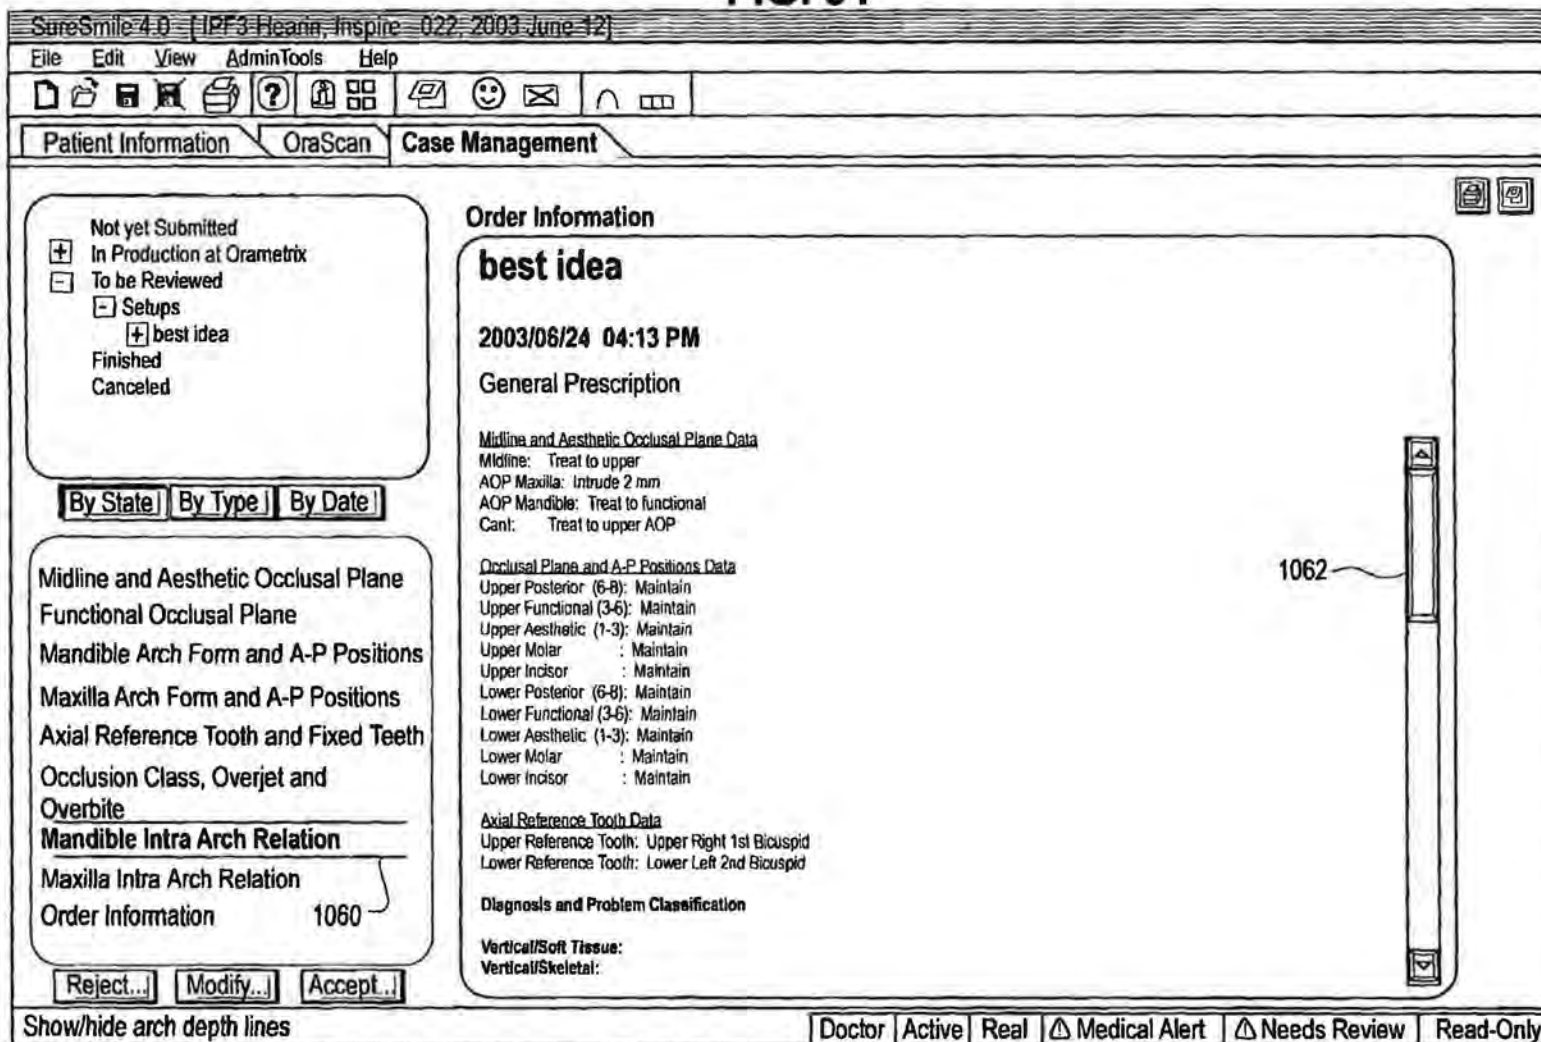 SureSmile 4.0 - [ IPF3-Hearin, Inspire - 022, 2003 June 12]
File Edit View AdminTools Help
Patient Information OraScan Case Management
Not yet Submitted
In Production at Orametrix
To be Reviewed
Setups
best idea
Finished
Canceled
By State By Type By Date
Midline and Aesthetic Occlusal Plane
Functional Occlusal Plane
Mandible Arch Form and A-P Positions
Maxilla Arch Form and A-P Positions
Axial Reference Tooth and Fixed Teeth
Occlusion Class, Overjet and
Overbite
Mandible Intra Arch Relation
Maxilla Intra Arch Relation
Order Information 1060
Reject... Modify... Accept...
Order Information
best idea
2003/06/24 04:13 PM
General Prescription
Midline and Aesthetic Occlusal Plane Data
Midline: Treat to upper
AOP Maxilla: Intrude 2 mm
AOP Mandible: Treat to functional
Cant: Treat to upper AOP
Occlusal Plane and A-P Positions Data
Upper Posterior (6-8): Maintain
Upper Functional (3-6): Maintain
Upper Aesthetic (1-3): Maintain
Upper Molar : Maintain
Upper Incisor : Maintain
Lower Posterior (6-8): Maintain
Lower Functional (3-6): Maintain
Lower Aesthetic (1-3): Maintain
Lower Molar : Maintain
Lower Incisor : Maintain
Axial Reference Tooth Data
Upper Reference Tooth: Upper Right 1st Bicuspid
Lower Reference Tooth: Lower Left 2nd Bicuspid
Diagnosis and Problem Classification
Vertical/Soft Tissue:
Vertical/Skeletal:
1062
Show/hide arch depth lines Doctor Active Real Medical Alert Needs Review Read-Only